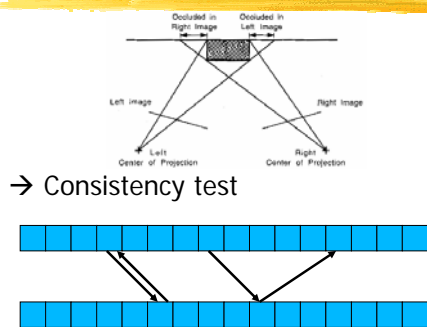 Occluded in Right Image
Occluded in Left Image
Left Image
Right Image
Left Center of Projection
Right Center of Projection
→ Consistency test